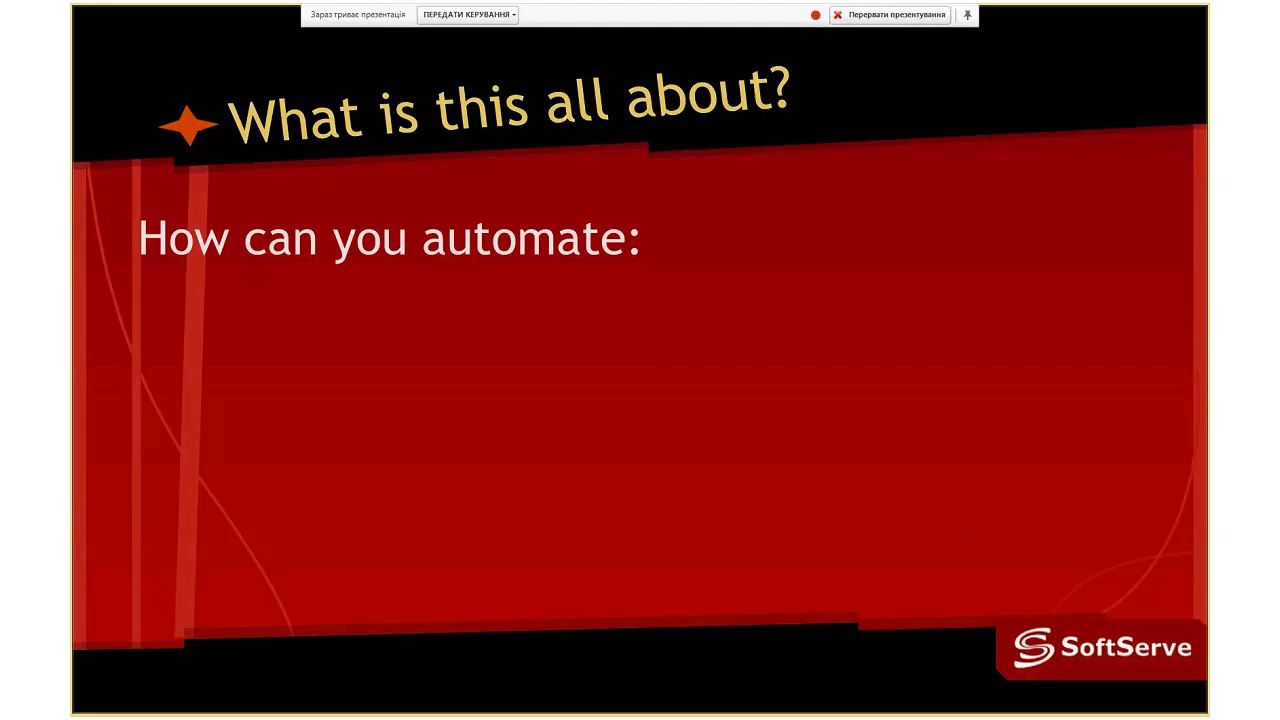 Зараз триває презентація ПЕРЕДАТИ КЕРУВАННЯ Перервати презентування
What is this all about?
How can you automate:
SoftServe